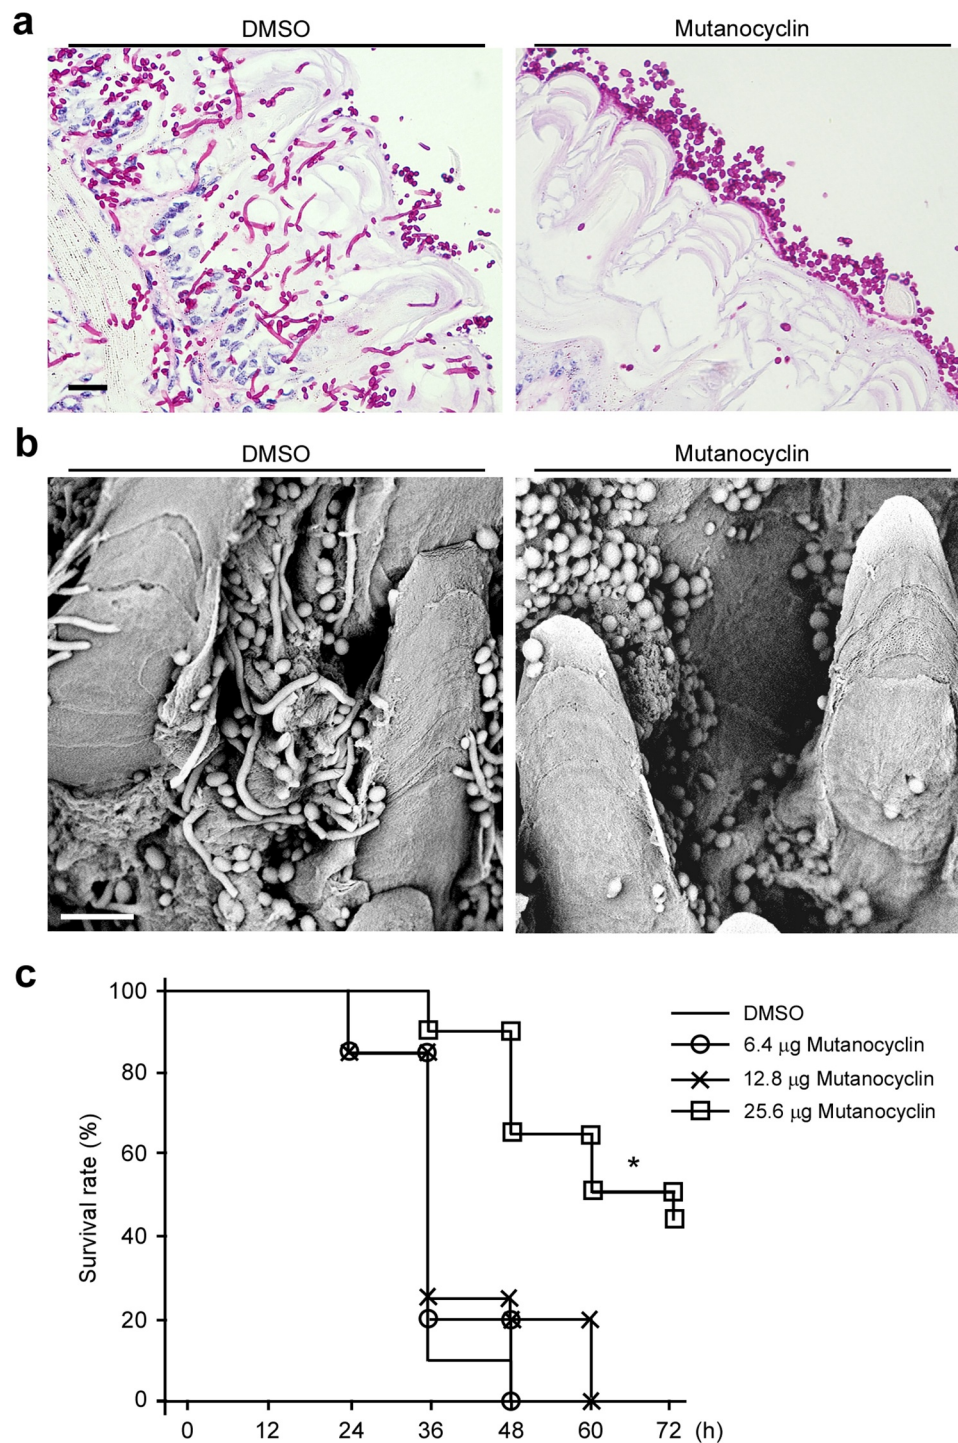 a
DMSO
Mutanocyclin
b
DMSO
Mutanocyclin
c
Survival rate (%)
100
80
60
40
20
0
0 12 24 36 48 60 72 (h)
DMSO
6.4 μg Mutanocyclin
12.8 μg Mutanocyclin
25.6 μg Mutanocyclin
*